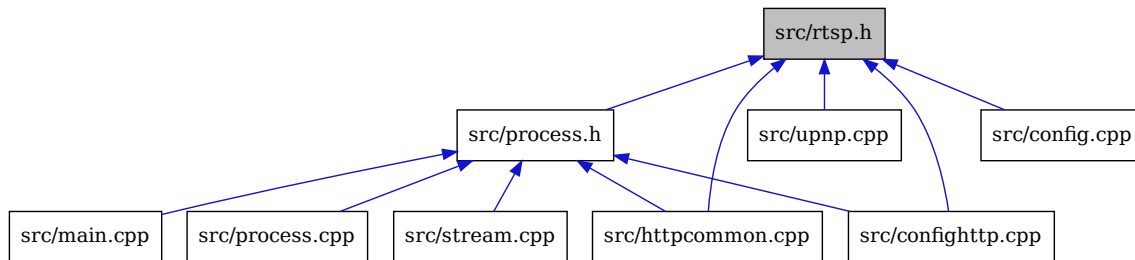 src/rtsp.h
src/process.h
src/upnp.cpp
src/config.cpp
src/main.cpp
src/process.cpp
src/stream.cpp
src/httpcommon.cpp
src/confighttp.cpp